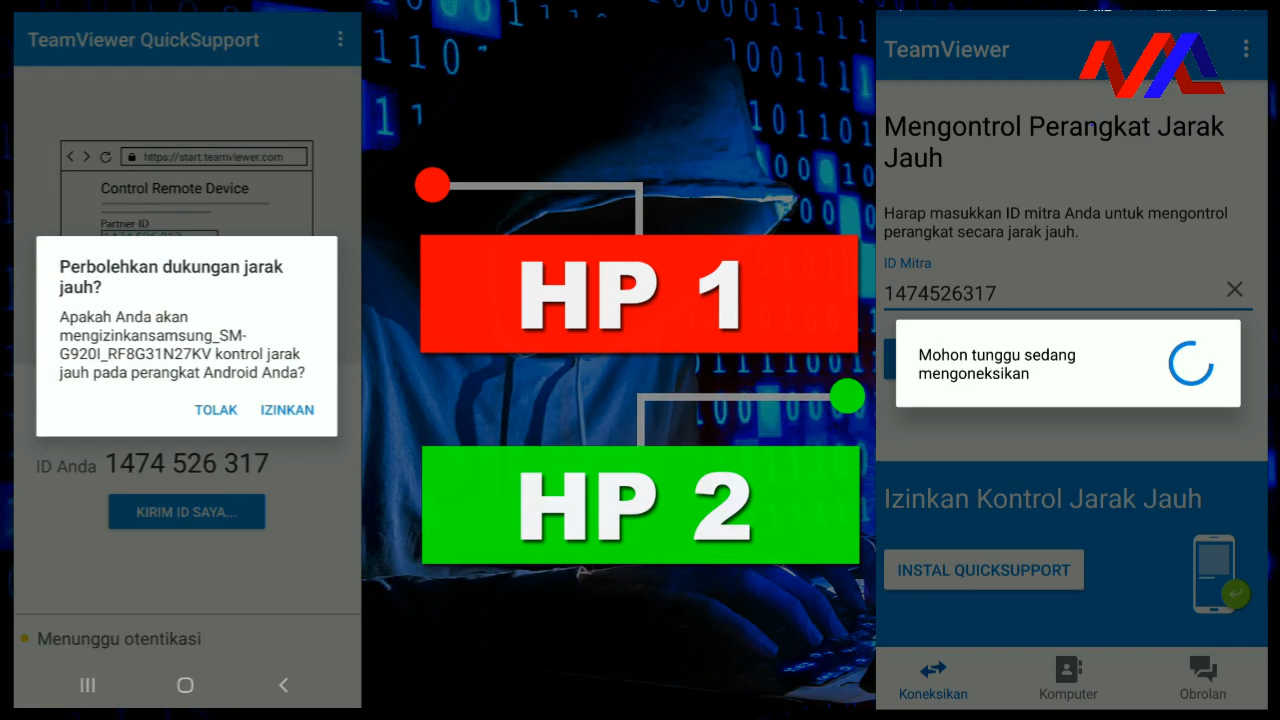 TeamViewer QuickSupport
https://start.teamviewer.com
Control Remote Device
Partner-ID
Perbolehkan dukungan jarak
jauh?
Apakah Anda akan
mengizinkansamsung_SM-
G920I_RF8G31N27KV kontrol jarak
jauh pada perangkat Android Anda?
TOLAK
IZINKAN
ID Anda 1474 526 317
KIRIM ID SAYA...
Menunggu otentikasi
HP 1
HP 2
TeamViewer
Mengontrol Perangkat Jarak
Jauh
Harap masukkan ID mitra Anda untuk mengontrol
perangkat secara jarak jauh.
ID Mitra
1474526317
Mohon tunggu sedang
mengoneksikan
Izinkan Kontrol Jarak Jauh
INSTAL QUICKSUPPORT
Koneksikan
Komputer
Obrolan